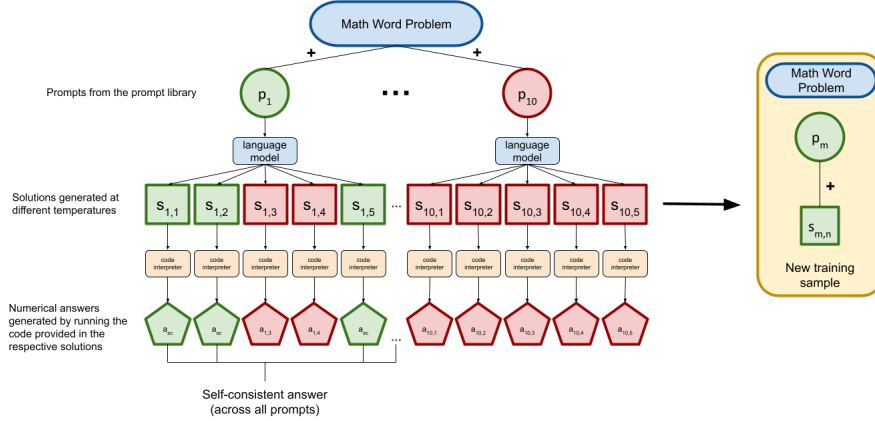 Math Word Problem
+ +
Prompts from the prompt library
p1 ... p10
language
model
language
model
Solutions generated at
different temperatures
s1,1 s1,2 s1,3 s1,4 s1,5 ... s10,1 s10,2 s10,3 s10,4 s10,5
code
interpreter
code
interpreter
code
interpreter
code
interpreter
code
interpreter
code
interpreter
code
interpreter
code
interpreter
code
interpreter
code
interpreter
Numerical answers
generated by running the
code provided in the
respective solutions
asc asc a1,3 a1,4 asc ... a10,1 a10,2 a10,3 a10,4 a10,5
Self-consistent answer
(across all prompts)
Math Word
Problem
pm
+
sm,n
New training
sample